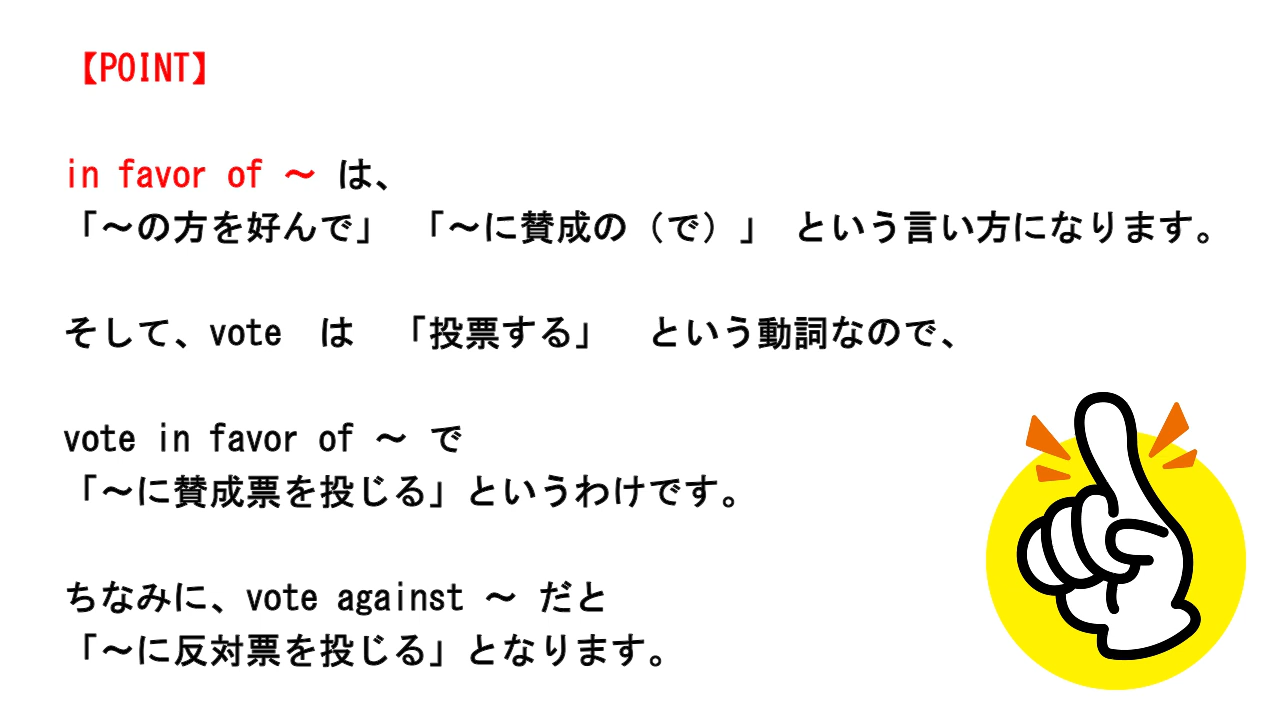 【POINT】
in favor of ～ は、
「～の方を好んで」 「～に賛成の（で）」 という言い方になります。
そして、vote　は　「投票する」　という動詞なので、
vote in favor of ～ で
「～に賛成票を投じる」というわけです。
ちなみに、vote against ～ だと
「～に反対票を投じる」となります。